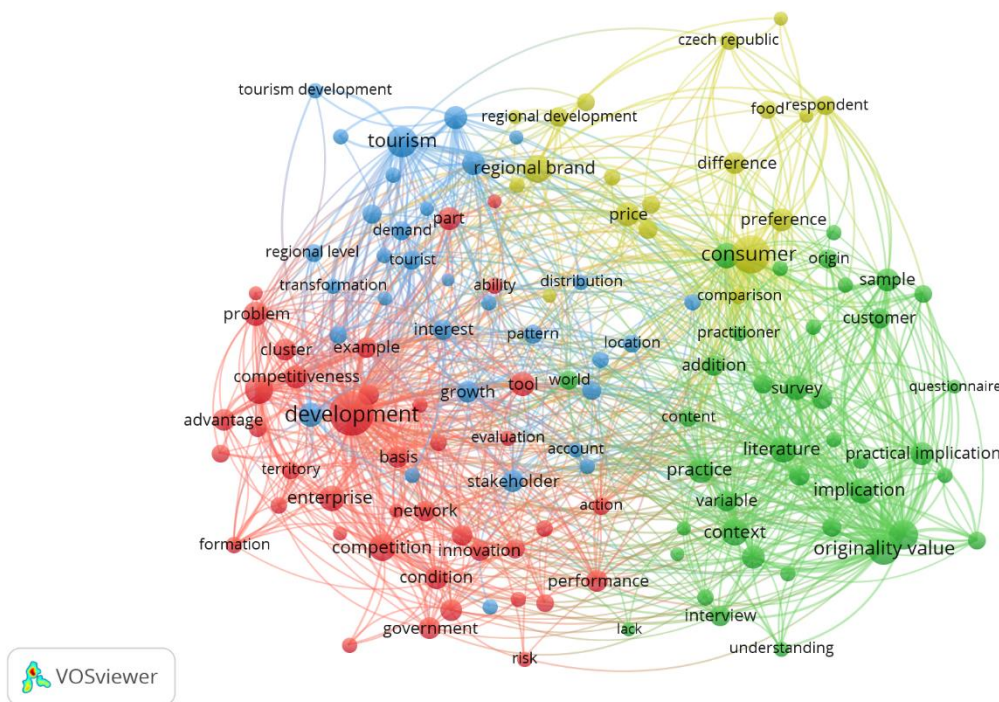 czech republic
tourism development
food
respondent
regional development
tourism
regional brand
difference
price
preference
part
demand
regional level
tourist
consumer
origin
transformation
ability
distribution
sample
comparison
problem
customer
interest
pattern
practitioner
location
cluster
example
addition
competitiveness
growth
tool
world
survey
questionnaire
advantage
development
content
evaluation
basis
account
literature
practical implication
territory
stakeholder
practice
enterprise
variable
implication
network
action
context
formation
competition
innovation
originality value
condition
performance
government
lack
interview
risk
understanding
VOSviewer